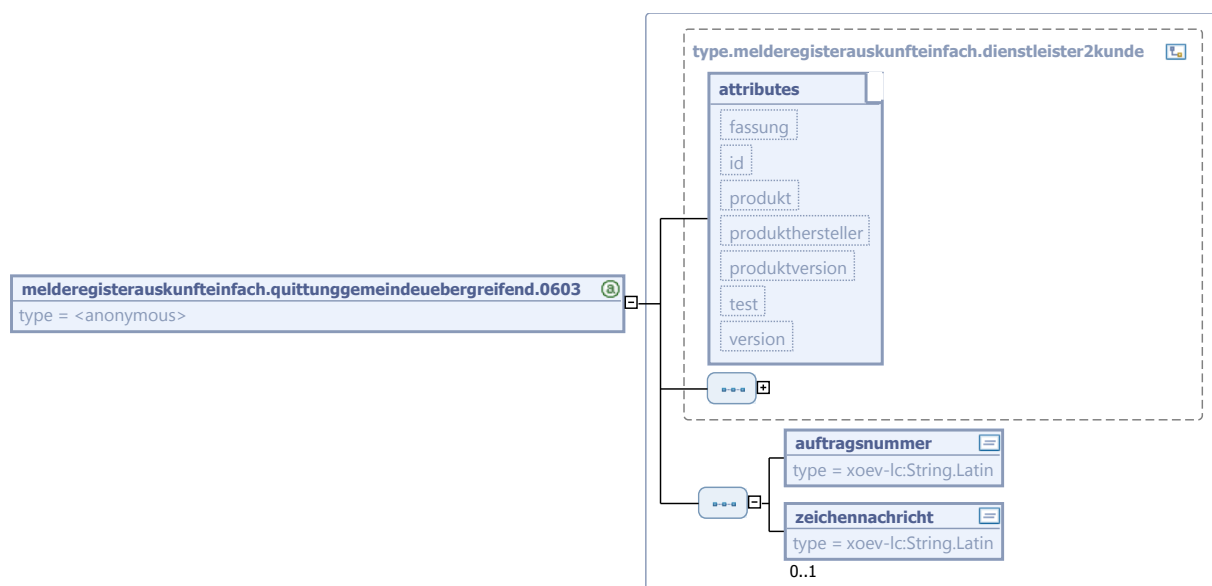 type.melderegisterauskunfteinfach.dienstleister2kunde
attributes
fassung
id
produkt
produkthersteller
produktversion
test
version
melderegisterauskunfteinfach.quittunggemeindeuebergreifend.0603
a
type = <anonymous>
auftragsnummer
type = xoev-lc:String.Latin
zeichennachricht
type = xoev-lc:String.Latin
0..1